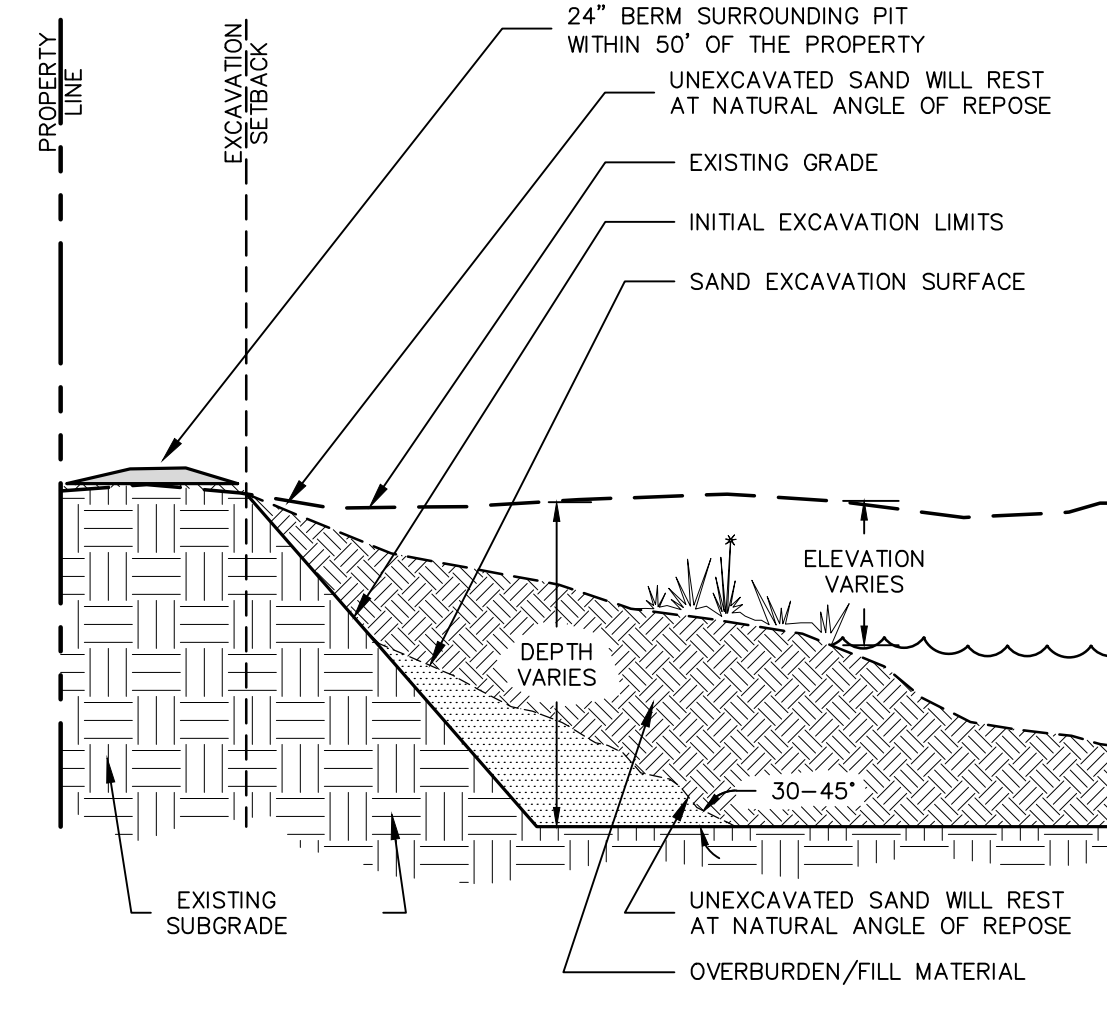 24” BERM SURROUNDING PIT
WITHIN 50’ OF THE PROPERTY
UNEXCAVATED SAND WILL REST
AT NATURAL ANGLE OF REPOSE
PROPERTY
LINE
EXCAVATION
SETBACK
EXISTING GRADE
INITIAL EXCAVATION LIMITS
SAND EXCAVATION SURFACE
ELEVATION
VARIES
DEPTH
VARIES
30–45°
EXISTING
SUBGRADE
UNEXCAVATED SAND WILL REST
AT NATURAL ANGLE OF REPOSE
OVERBURDEN/FILL MATERIAL